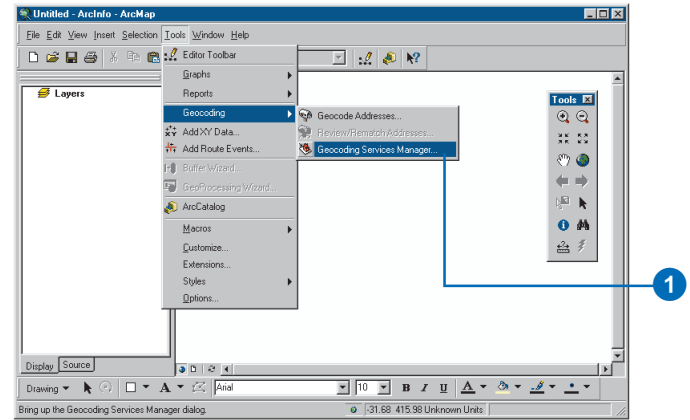 Untitled - ArcInfo - ArcMap
File Edit View Insert Selection Tools Window Help
Editor Toolbar
Graphs
Reports
Geocoding
Add XY Data...
Add Route Events...
Buffer Wizard...
GeoProcessing Wizard...
ArcCatalog
Macros
Customize...
Extensions...
Styles
Options...
Geocode Addresses...
Review/Rematch Addresses...
Geocoding Services Manager...
Layers
Tools
1
Display Source
Drawing A Arial 10 B I U A
Bring up the Geocoding Services Manager dialog. -31.68 415.98 Unknown Units